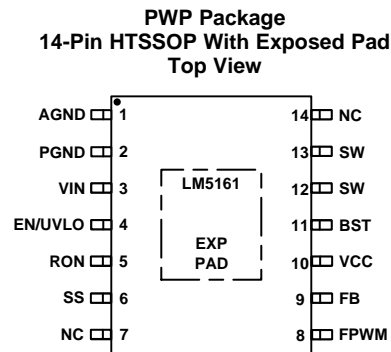 PWP Package
14-Pin HTSSOP With Exposed Pad
Top View
AGND 1 14 NC
PGND 2 13 SW
VIN 3 LM5161 12 SW
EN/UVLO 4 11 BST
RON 5 EXP PAD 10 VCC
SS 6 9 FB
NC 7 8 FPWM